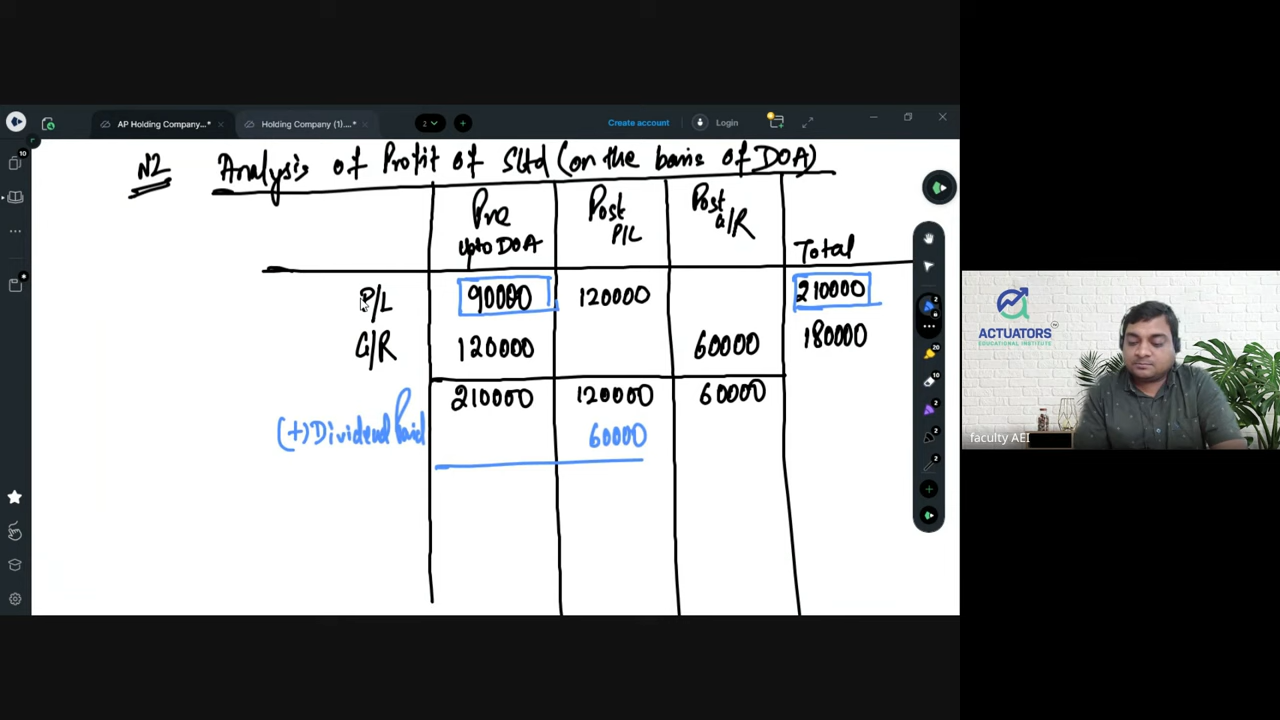 AP Holding Company...*
Holding Company (1)....*
2
Create account
Login
N2 Analysis of Profit of SLtd (on the basis of DOA)
Pre upto DOA
Post P/L
Post G/R
Total
P/L 90000 120000 210000
G/R 120000 60000 180000
210000 120000 60000
(+) Dividend Paid 60000
ACTUATORS
EDUCATIONAL INSTITUTE
faculty AEI